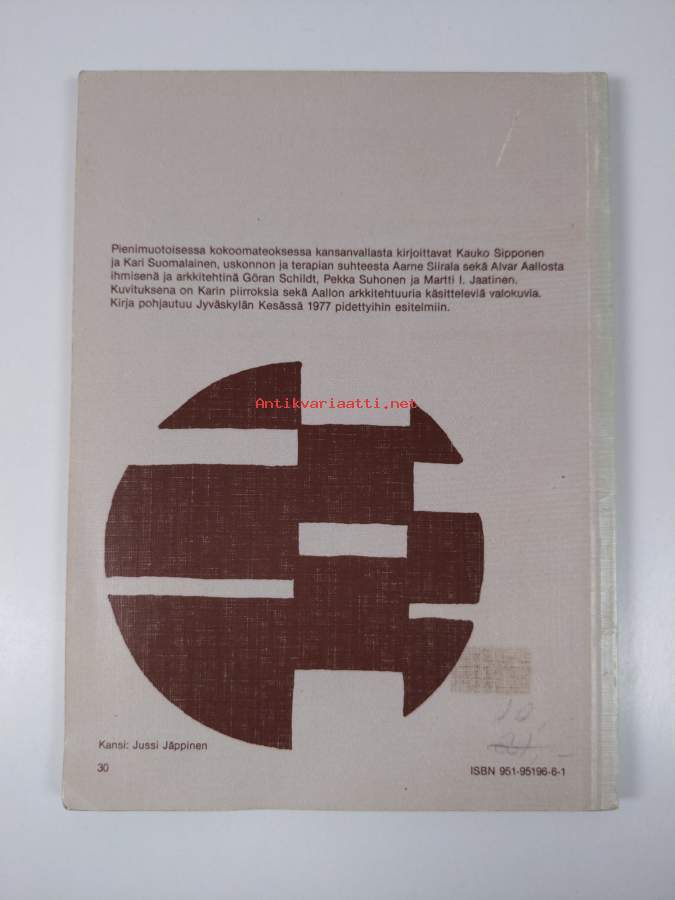 Pienimuotoisessa kokoomateoksessa kansanvallasta kirjoittavat Kauko Sipponen
ja Kari Suomalainen, uskonnon ja terapian suhteesta Aarne Siirala sekä Alvar Aallosta
ihmisenä ja arkkitehtinä Göran Schildt, Pekka Suhonen ja Martti I. Jaatinen.
Kuvituksena on Karin piirroksia sekä Aallon arkkitehtuuria käsitteleviä valokuvia.
Kirja pohjautuu Jyväskylän Kesässä 1977 pidettyihin esitelmiin.
Antikvariaatti.net
Kansi: Jussi Jäppinen
30
ISBN 951-95196-6-1